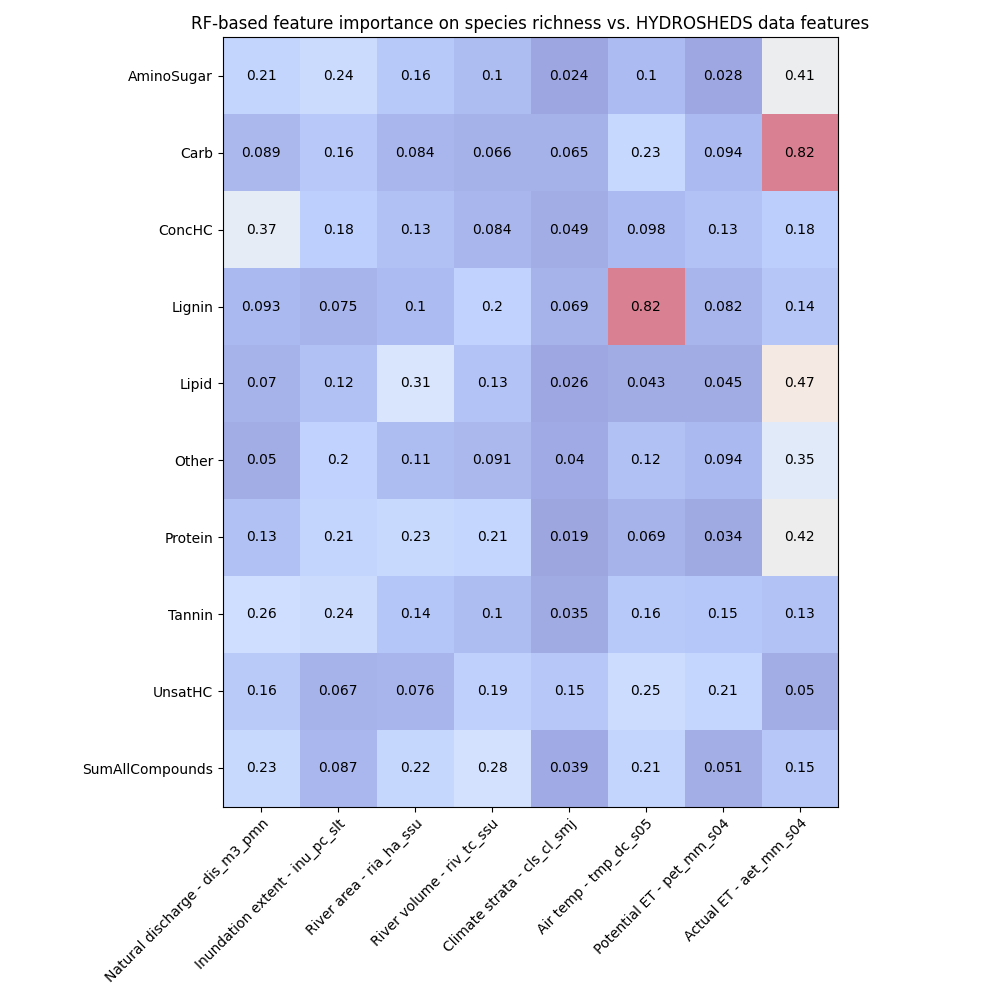 RF-based feature importance on species richness vs. HYDROSHEDS data features
AminoSugar 0.21 0.24 0.16 0.1 0.024 0.1 0.028 0.41
Carb 0.089 0.16 0.084 0.066 0.065 0.23 0.094 0.82
ConcHC 0.37 0.18 0.13 0.084 0.049 0.098 0.13 0.18
Lignin 0.093 0.075 0.1 0.2 0.069 0.82 0.082 0.14
Lipid 0.07 0.12 0.31 0.13 0.026 0.043 0.045 0.47
Other 0.05 0.2 0.11 0.091 0.04 0.12 0.094 0.35
Protein 0.13 0.21 0.23 0.21 0.019 0.069 0.034 0.42
Tannin 0.26 0.24 0.14 0.1 0.035 0.16 0.15 0.13
UnsatHC 0.16 0.067 0.076 0.19 0.15 0.25 0.21 0.05
SumAllCompounds 0.23 0.087 0.22 0.28 0.039 0.21 0.051 0.15
Natural discharge - dis_m3_pmn
Inundation extent - inu_pc_slt
River area - ria_ha_ssu
River volume - riv_tc_ssu
Climate strata - cls_cl_smj
Air temp - tmp_dc_s05
Potential ET - pet_mm_s04
Actual ET - aet_mm_s04